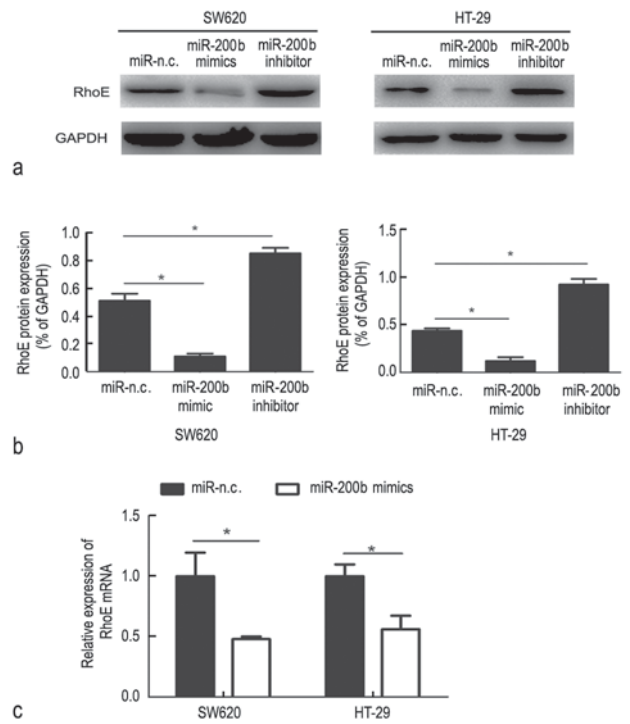 SW620
HT-29
miR-n.c.
miR-200b mimics
miR-200b inhibitor
miR-n.c.
miR-200b mimics
miR-200b inhibitor
RhoE
GAPDH
a
RhoE protein expression (% of GAPDH)
1.0
0.8
0.6
0.4
0.2
0.0
*
*
miR-n.c.
miR-200b mimic
miR-200b inhibitor
SW620
RhoE protein expression (% of GAPDH)
1.5
1.0
0.5
0.0
*
*
miR-n.c.
miR-200b mimic
miR-200b inhibitor
HT-29
b
miR-n.c.
miR-200b mimics
Relative expression of RhoE mRNA
1.5
1.0
0.5
0.0
*
*
SW620
HT-29
c